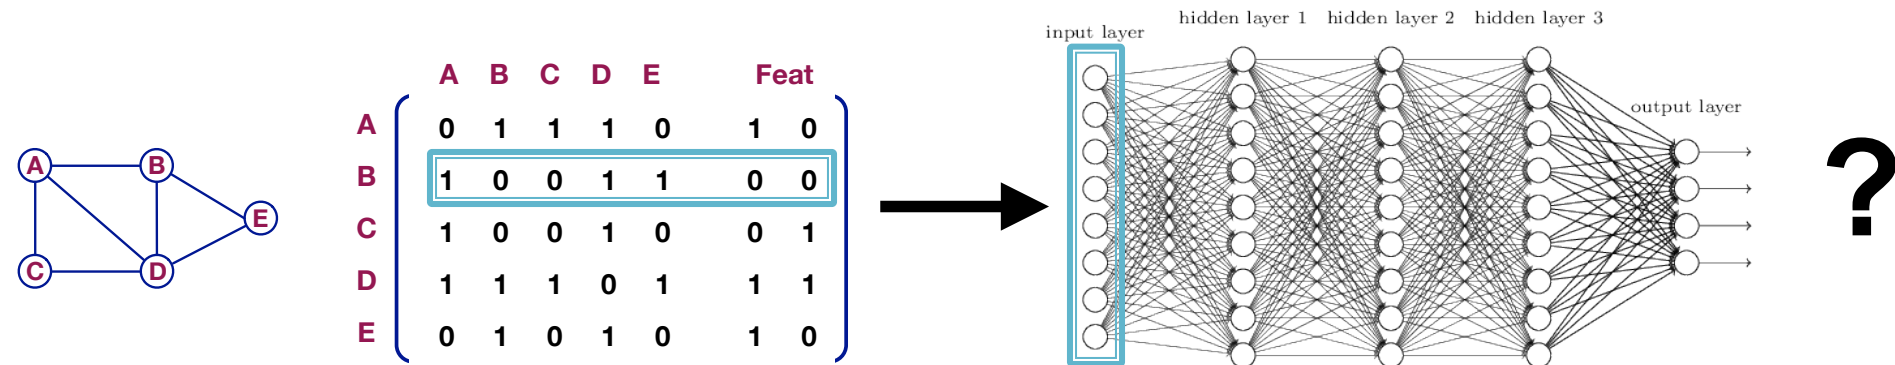 A B
E
C D
A B C D E Feat
A 0 1 1 1 0 1 0
B 1 0 0 1 1 0 0
C 1 0 0 1 0 0 1
D 1 1 1 0 1 1 1
E 0 1 0 1 0 1 0
input layer
hidden layer 1 hidden layer 2 hidden layer 3
output layer
?